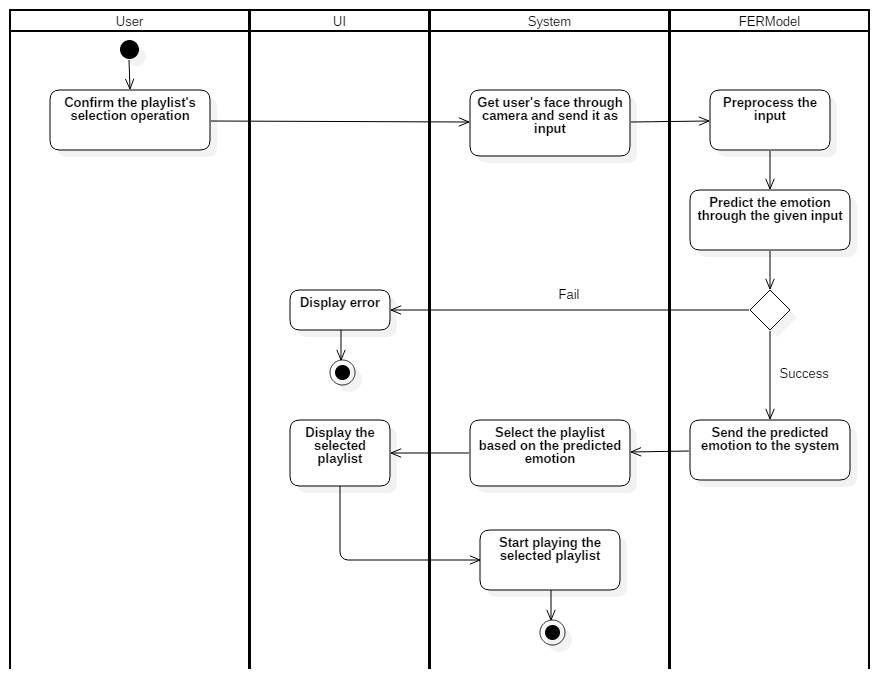 User
UI
System
FERModel
Confirm the playlist's
selection operation
Get user's face through
camera and send it as
input
Preprocess the
input
Predict the emotion
through the given input
Fail
Display error
Success
Display the
selected
playlist
Select the playlist
based on the predicted
emotion
Send the predicted
emotion to the system
Start playing the
selected playlist